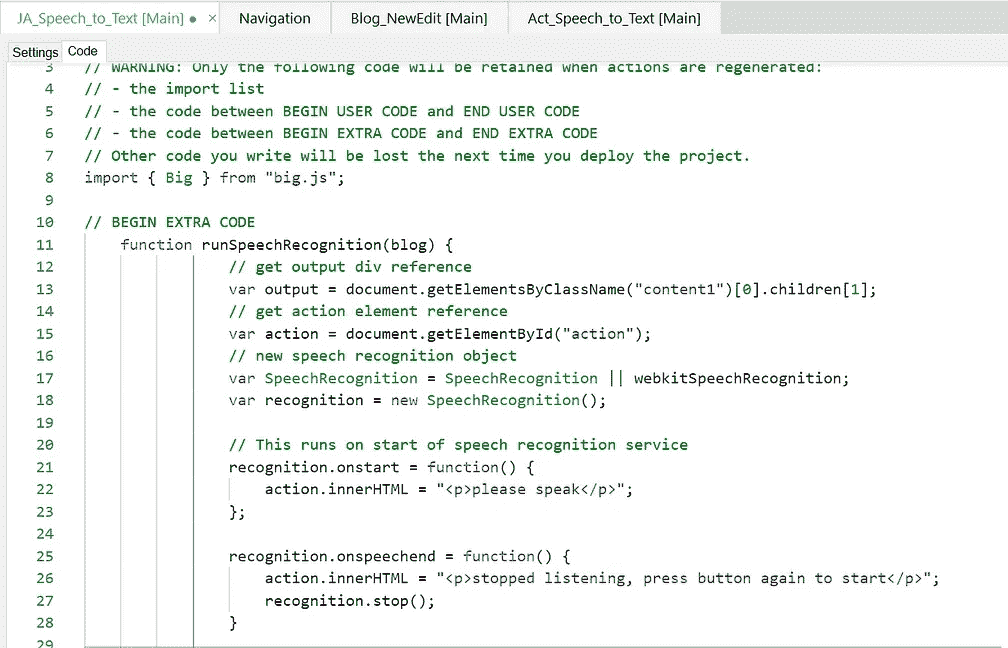 JA_Speech_to_Text [Main] ● × Navigation Blog_NewEdit [Main] Act_Speech_to_Text [Main]
Settings Code
3 // WARNING: Only the following code will be retained when actions are regenerated:
4 // - the import list
5 // - the code between BEGIN USER CODE and END USER CODE
6 // - the code between BEGIN EXTRA CODE and END EXTRA CODE
7 // Other code you write will be lost the next time you deploy the project.
8 import { Big } from "big.js";
9
10 // BEGIN EXTRA CODE
11 function runSpeechRecognition(blog) {
12 // get output div reference
13 var output = document.getElementsByClassName("content1")[0].children[1];
14 // get action element reference
15 var action = document.getElementById("action");
16 // new speech recognition object
17 var SpeechRecognition = SpeechRecognition || webkitSpeechRecognition;
18 var recognition = new SpeechRecognition();
19
20 // This runs on start of speech recognition service
21 recognition.onstart = function() {
22 action.innerHTML = "<p>please speak</p>";
23 };
24
25 recognition.onspeechend = function() {
26 action.innerHTML = "<p>stopped listening, press button again to start</p>";
27 recognition.stop();
28 }
29